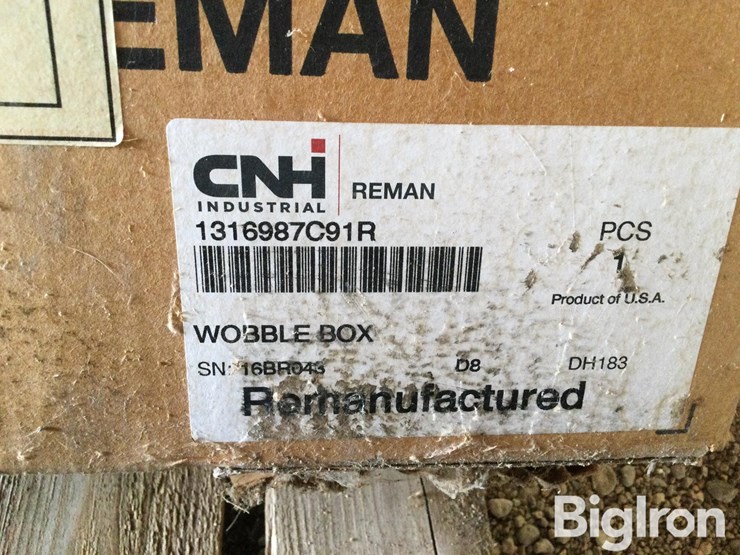 EMAN
CNH
INDUSTRIAL
REMAN
1316987C91R
PCS
1
Product of U.S.A.
WOBBLE BOX
SN: 16BR043 D8 DH183
Remanufactured
BigIron